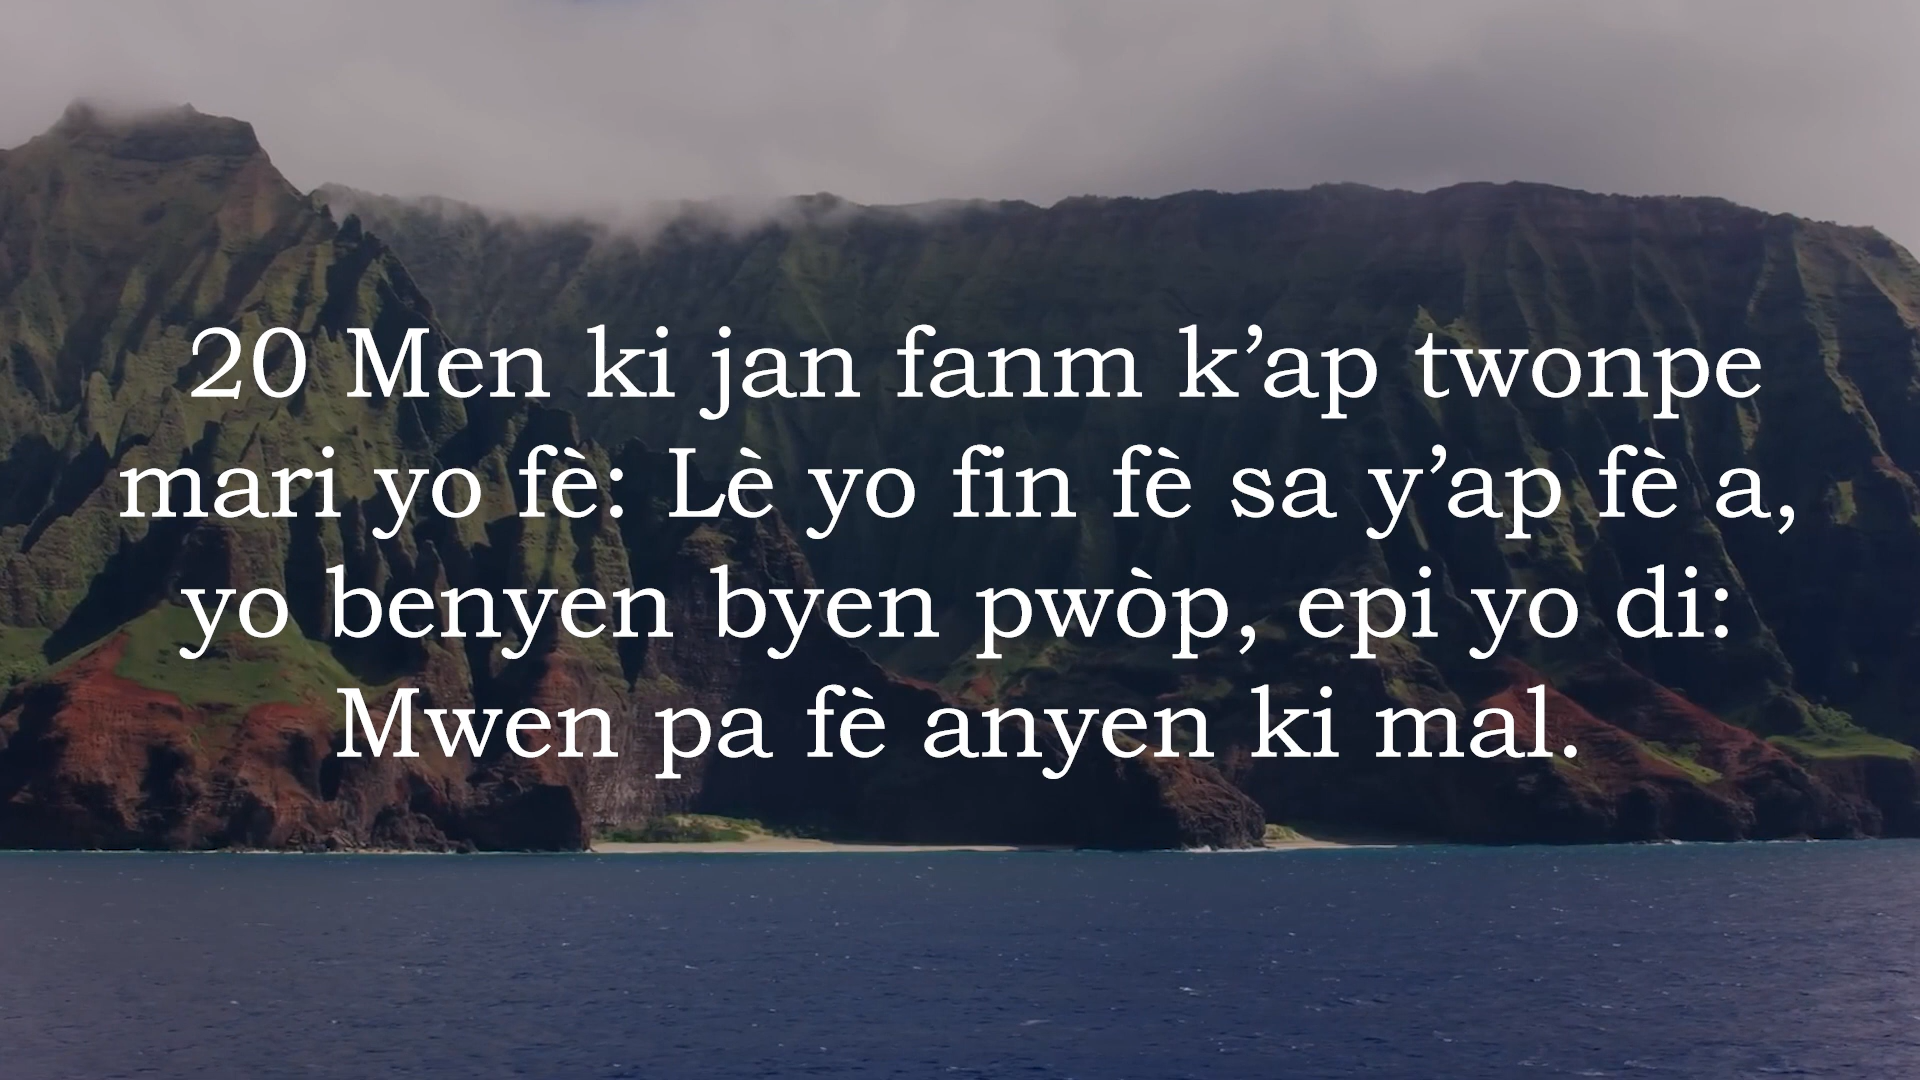 20 Men ki jan fanm k’ap twonpe
mari yo fè: Lè yo fin fè sa y’ap fè a,
yo benyen byen pwòp, epi yo di:
Mwen pa fè anyen ki mal.